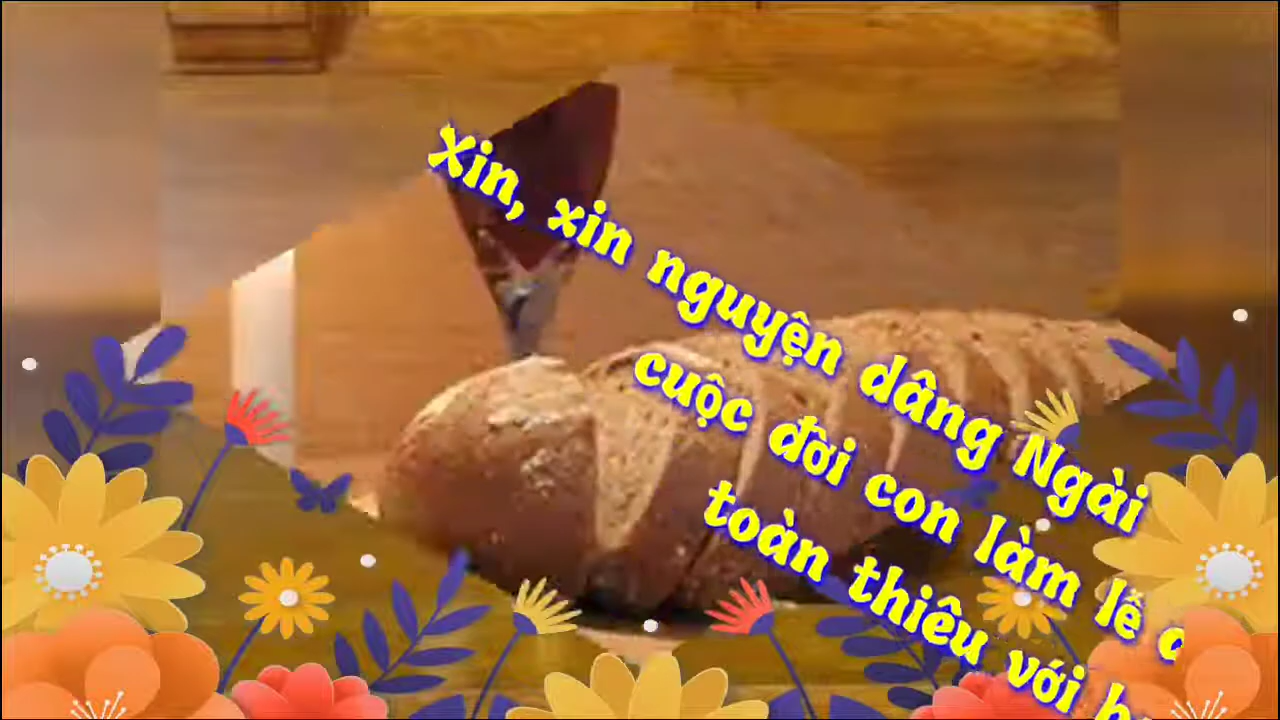 xin, xin nguyện dâng Ngài
cuộc đời con làm lễ
toàn thiêu với